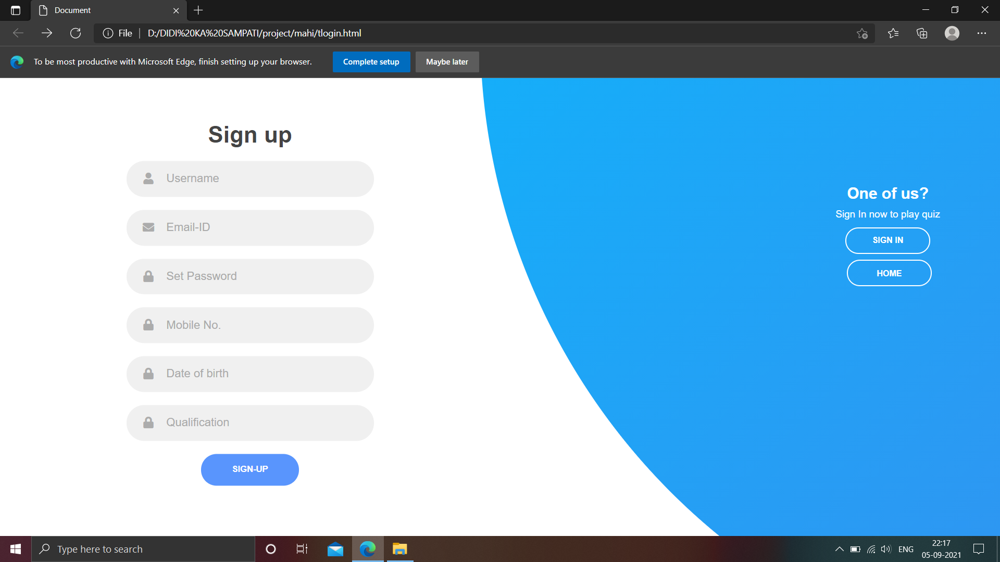 Document
File
D:/DIDI%20KA%20SAMPATI/project/mahi/tlogin.html
To be most productive with Microsoft Edge, finish setting up your browser.
Complete setup
Maybe later
Sign up
Username
Email-ID
Set Password
Mobile No.
Date of birth
Qualification
SIGN-UP
One of us?
Sign In now to play quiz
SIGN IN
HOME
Type here to search
ENG
22:17
05-09-2021